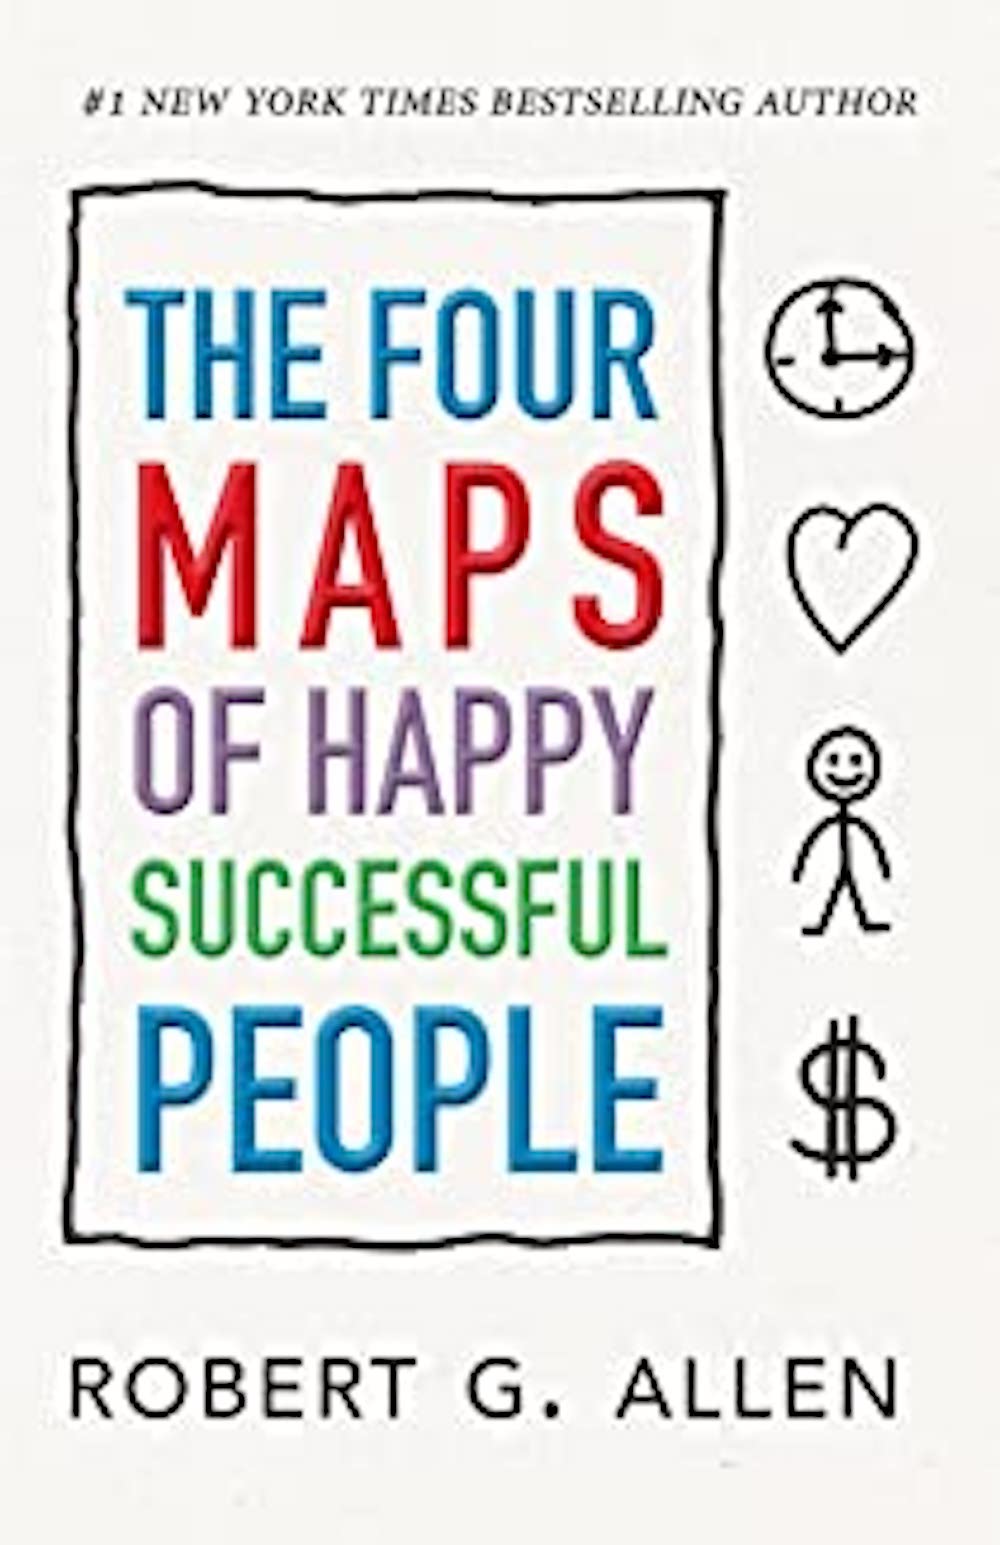 #1 NEW YORK TIMES BESTSELLING AUTHOR
THE FOUR
MAPS
OF HAPPY
SUCCESSFUL
PEOPLE
$
ROBERT G. ALLEN